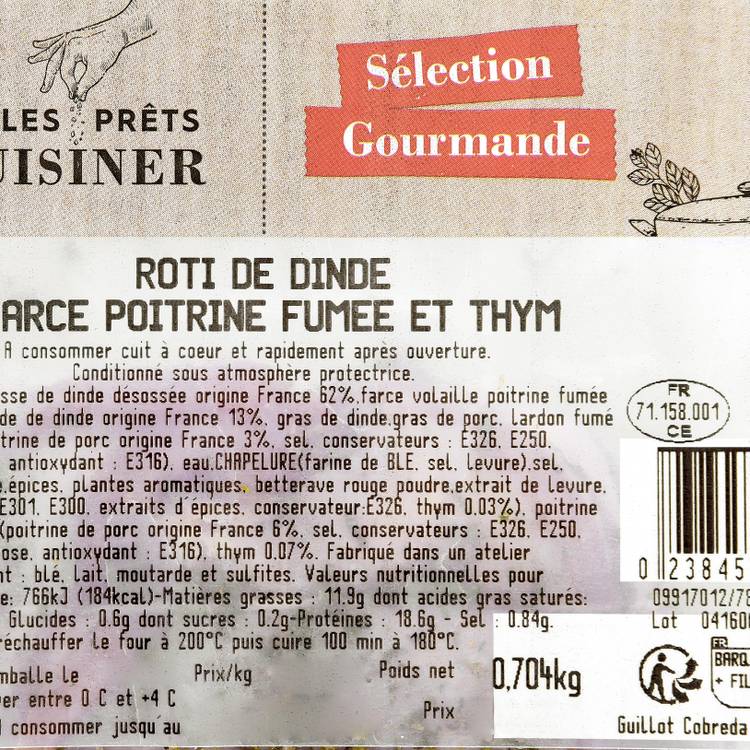 LES PRÊTS
UISINER
Sélection
Gourmande
ROTI DE DINDE
ARCE POITRINE FUMEE ET THYM
A consommer cuit à coeur et rapidement après ouverture.
Conditionné sous atmosphère protectrice.
sse de dinde désossée origine France 62%,farce volaille poitrine fumée
de de dinde origine France 13%, gras de dinde,gras de porc, Lardon fumé
trine de porc origine France 3%, sel, conservateurs : E326, E250,
antioxydant : E316), eau,CHAPELURE(farine de BLE, sel, levure),sel,
,épices, plantes aromatiques, betterave rouge poudre,extrait de levure,
E301, E300, extraits d'épices, conservateur:E326, thym 0.03%), poitrine
(poitrine de porc origine France 6%, sel, conservateurs : E326, E250,
ose, antioxydant : E316), thym 0.07%. Fabriqué dans un atelier
nt : blé, lait, moutarde et sulfites. Valeurs nutritionnelles pour
e: 766kJ (184kcal)-Matières grasses : 11.9g dont acides gras saturés:
Glucides : 0.6g dont sucres : 0.2g-Protéines : 18.6g - Sel : 0.84g.
réchauffer le four à 200°C puis cuire 100 min à 180°C.
FR
71.158.001
CE
0 23845
09917012/78
Lot 04160
mballe le
Prix/kg
Poids net
0,704kg
ver entre 0 C et +4 C
Prix
consommer jusqu'au
FR
BARQ
+ FIL
Guillot Cobreda